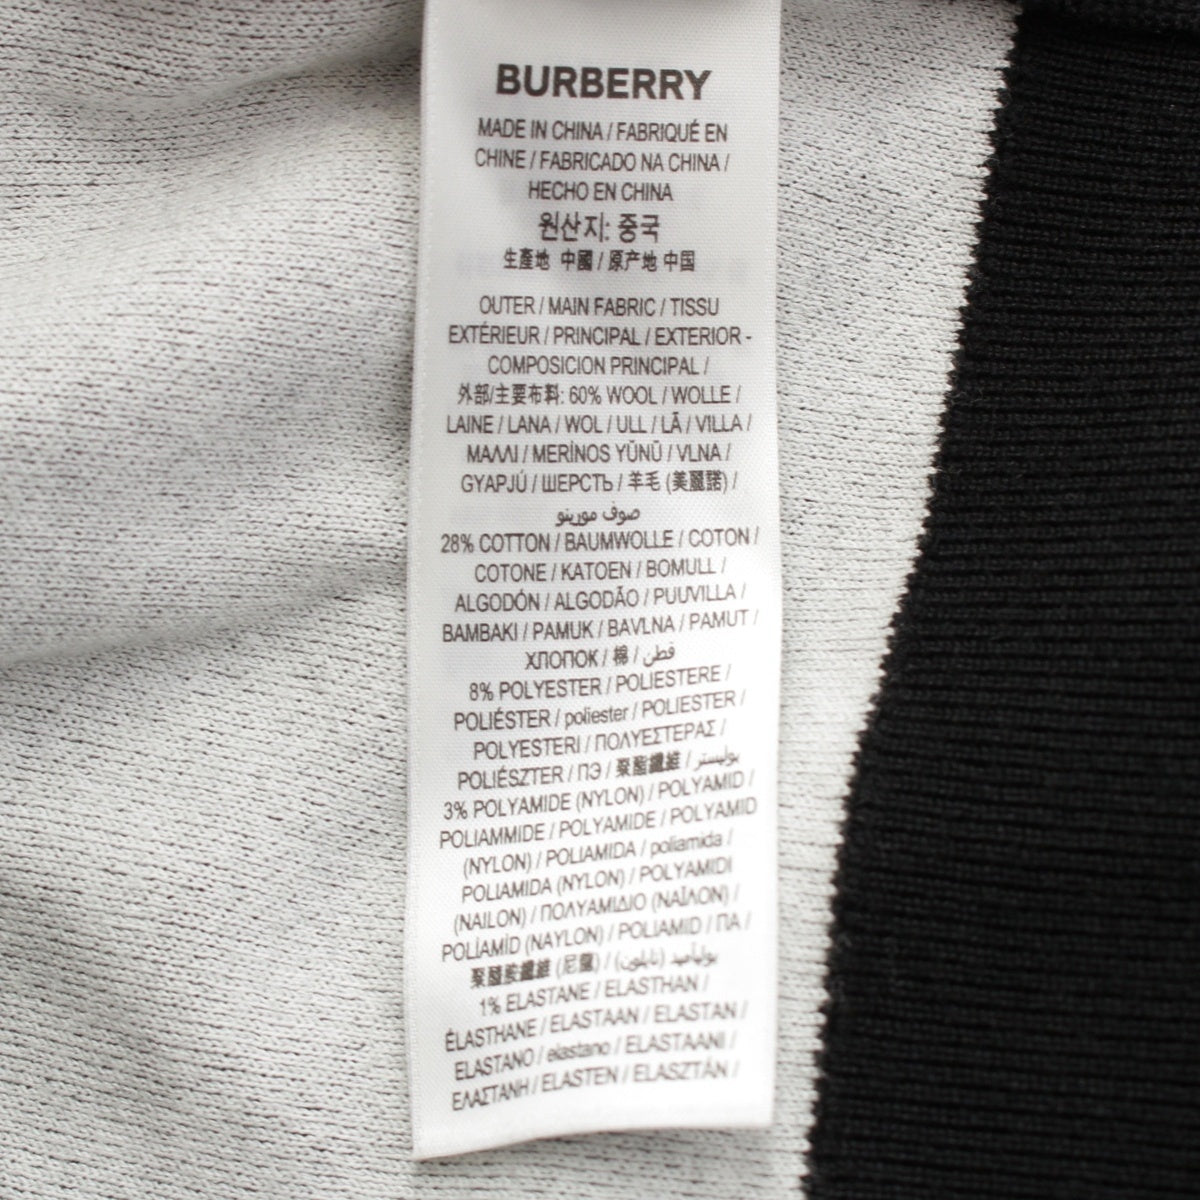 BURBERRY
MADE IN CHINA / FABRIQUÉ EN
CHINE / FABRICADO NA CHINA /
HECHO EN CHINA
원산지: 중국
生產地 中國 / 原产地 中国
OUTER / MAIN FABRIC / TISSU
EXTÉRIEUR / PRINCIPAL / EXTERIOR -
COMPOSICION PRINCIPAL /
外部/主要布料: 60% WOOL / WOLLE /
LAINE / LANA / WOL / ULL / LÃ / VILLA /
ΜΑΛΛΙ / MERİNOS YÜNÜ / VLNA /
GYAPJÚ / ШЕРСТЬ / 羊毛 (美麗諾) /
صوف مورينو
28% COTTON / BAUMWOLLE / COTON /
COTONE / KATOEN / BOMULL /
ALGODÓN / ALGODÃO / PUUVILLA /
BAMBAKI / PAMUK / BAVLNA / PAMUT /
ХЛОПОК / 棉 / قطن
8% POLYESTER / POLIESTERE /
POLIÉSTER / poliester / POLIESTER /
POLYESTERI / ΠΟΛΥΕΣΤΕΡΑΣ /
POLIÉSZTER / ПЭ / 聚酯纖維 / بوليستر
3% POLYAMIDE (NYLON) / POLYAMID /
POLIAMMIDE / POLYAMIDE / POLYAMID
(NYLON) / POLIAMIDA / poliamida /
POLIAMIDA (NYLON) / POLYAMIDI
(NAILON) / ΠΟΛΥΑΜΙΔΙΟ (ΝΑΪΛΟΝ) /
POLÍAMÍD (NAYLON) / POLIAMID / ПА /
聚醯胺纖維 (尼龍) / بوليأميد (نايلون)
1% ELASTANE / ELASTHAN /
ÉLASTHANE / ELASTAAN / ELASTAN /
ELASTANO / elastano / ELASTAANI /
ΕΛΑΣΤΑΝΗ / ELASTEN / ELASZTÁN /